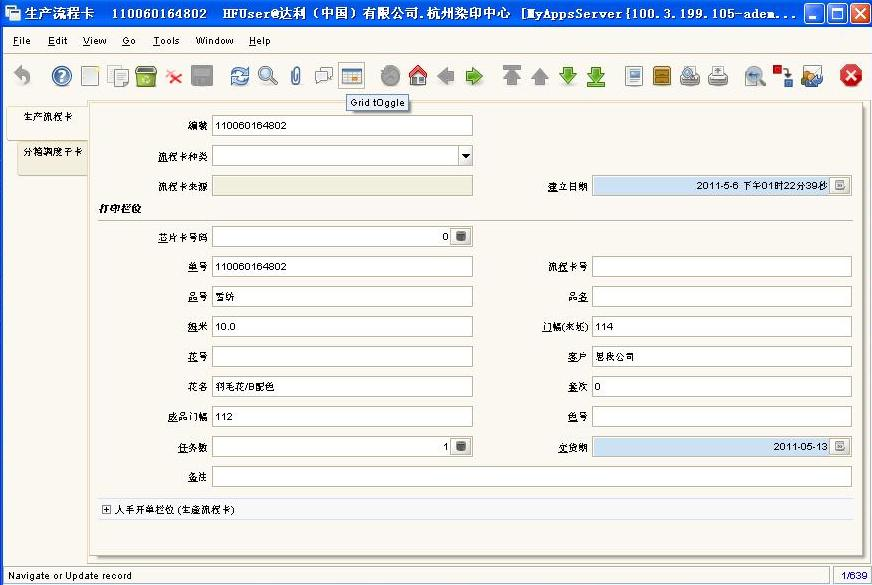 生产流程卡 110060164802 HFUser@达利（中国）有限公司.杭州染印中心 [MyAppsServer{100.3.199.105-adem...
File Edit View Go Tools Window Help
Grid tOggle
生产流程卡
分箱调度子卡
编号 110060164802
流程卡种类
流程卡来源
建立日期 2011-5-6 下午01时22分39秒
打印栏位
芯片卡号码 0
单号 110060164802
流程卡号
品号 雪纺
品名
姆米 10.0
门幅(来坯) 114
花号
客户 思我公司
花名 羽毛花/B配色
套次 0
成品门幅 112
色号
任务数 1
交货期 2011-05-13
备注
人手开单栏位 (生产流程卡)
Navigate or Update record
1/639